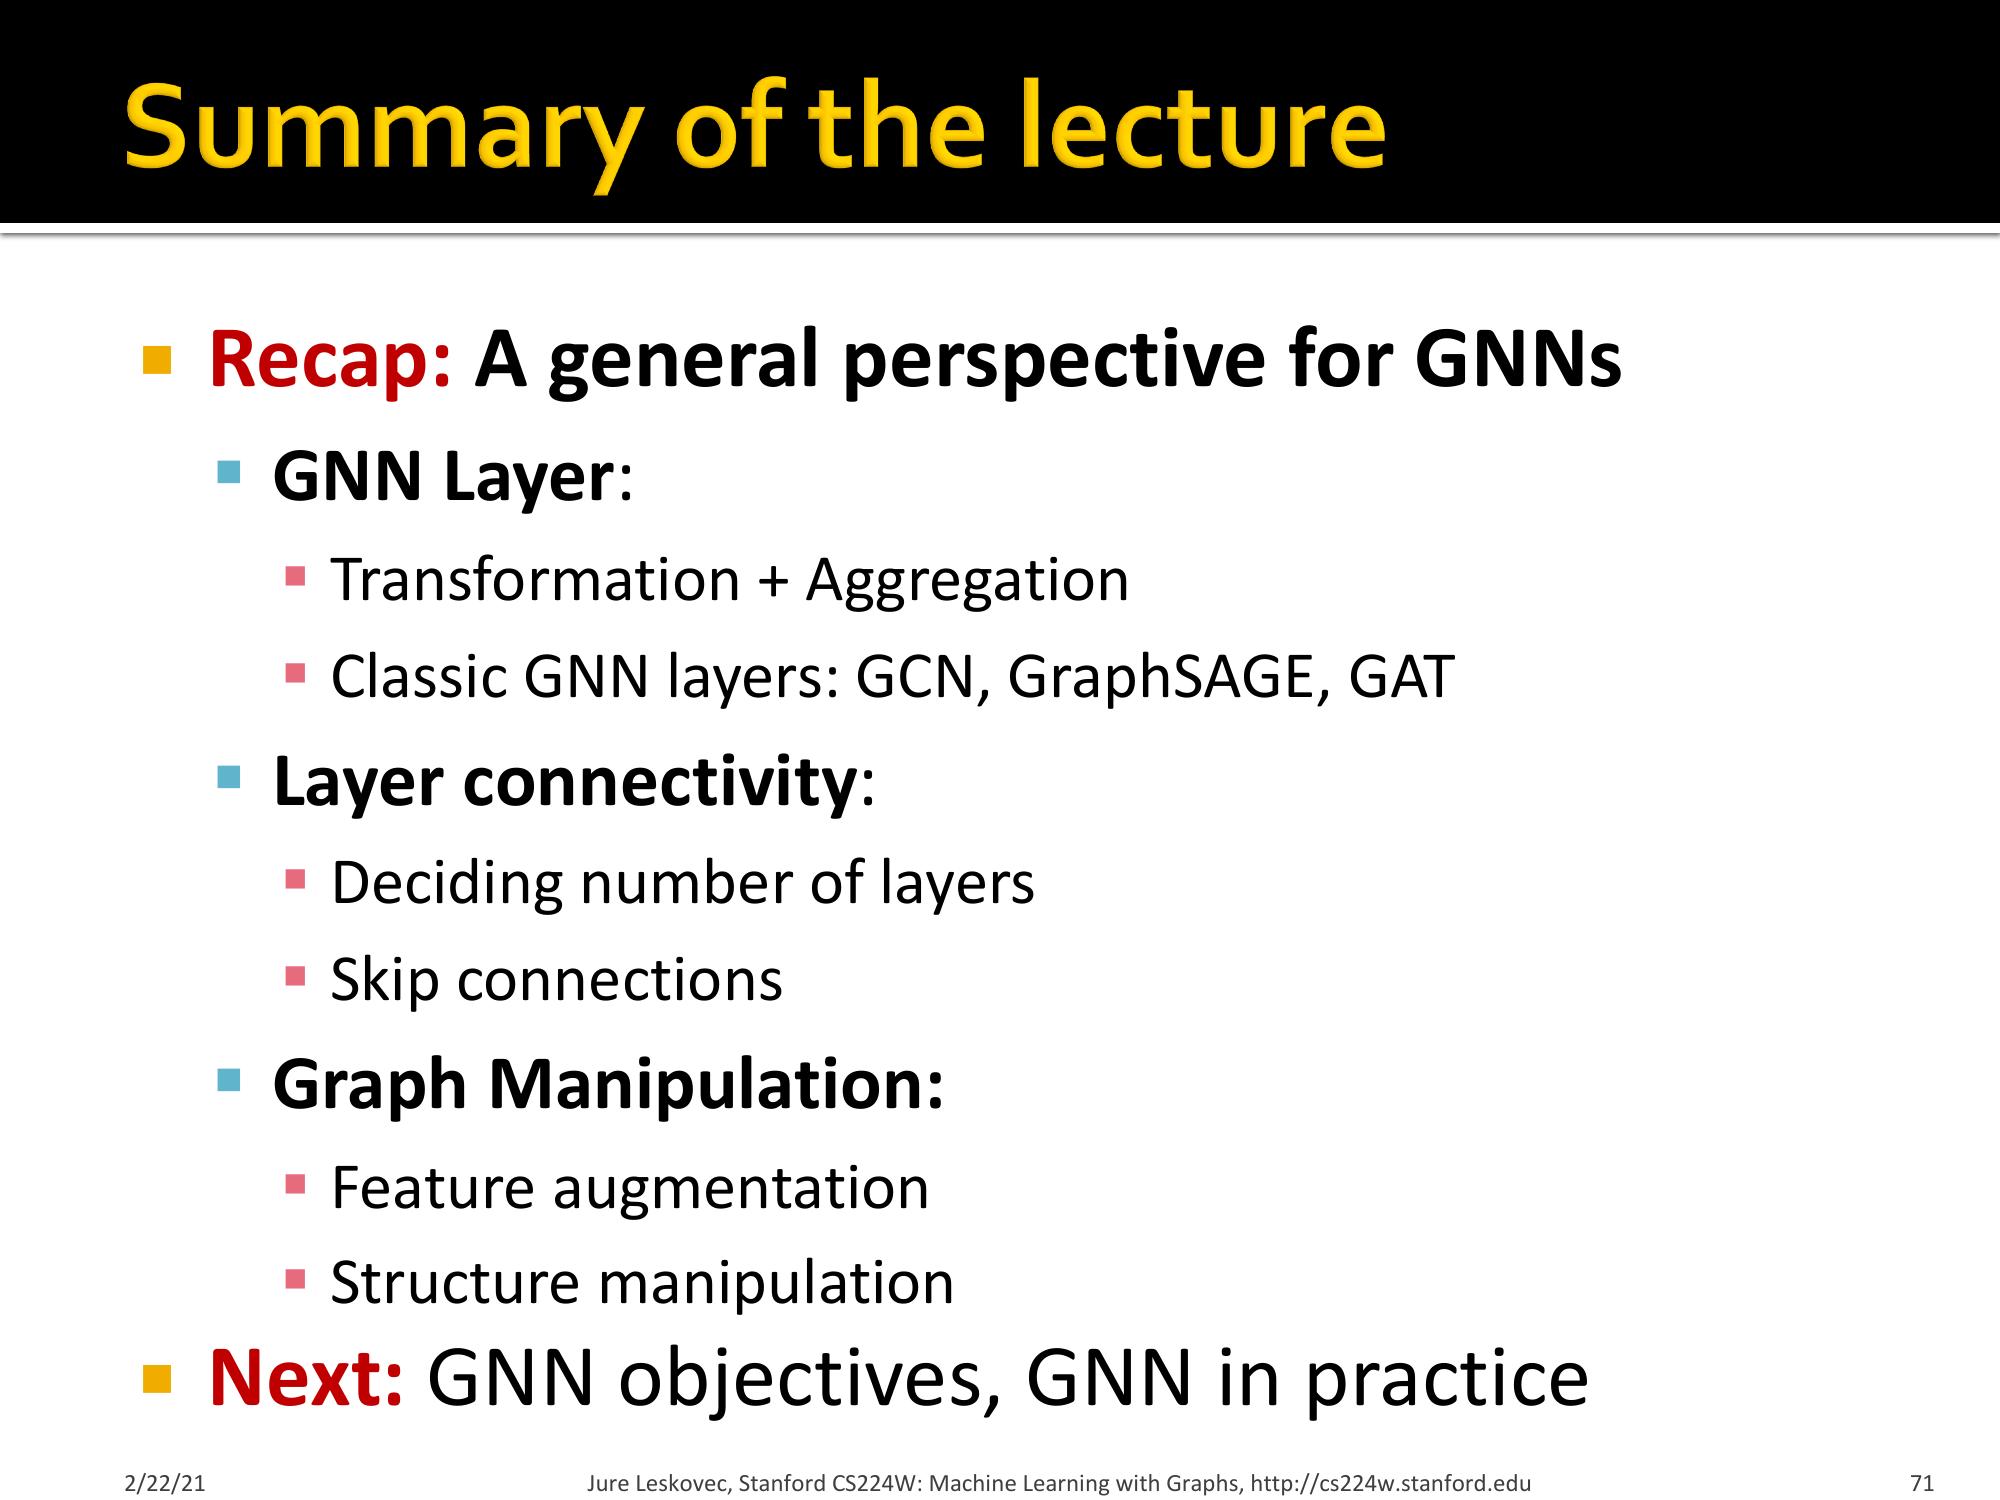 Summary of the lecture
Recap: A general perspective for GNNs
GNN Layer:
Transformation + Aggregation
Classic GNN layers: GCN, GraphSAGE, GAT
Layer connectivity:
Deciding number of layers
Skip connections
Graph Manipulation:
Feature augmentation
Structure manipulation
Next: GNN objectives, GNN in practice
2/22/21 Jure Leskovec, Stanford CS224W: Machine Learning with Graphs, http://cs224w.stanford.edu 71